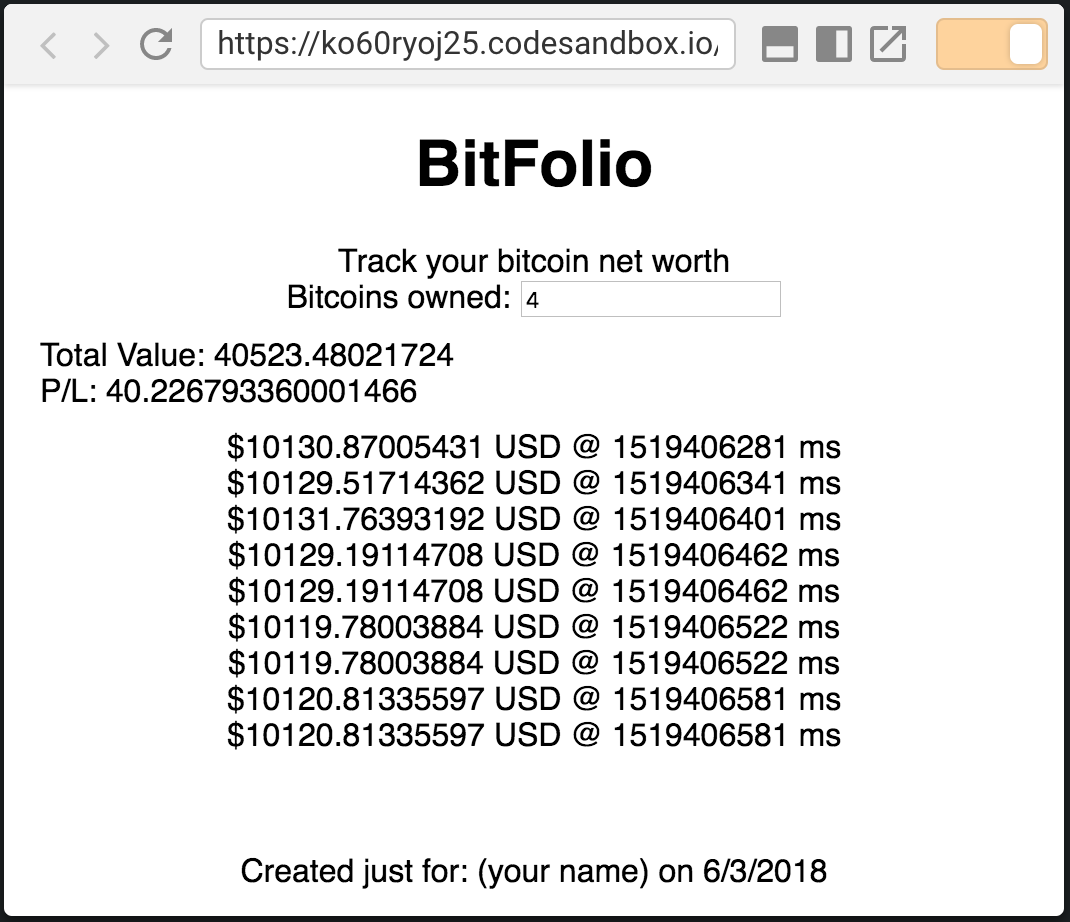 https://ko60ryoj25.codesandbox.io/
BitFolio
Track your bitcoin net worth
Bitcoins owned: 4
Total Value: 40523.48021724
P/L: 40.226793360001466
$10130.87005431 USD @ 1519406281 ms
$10129.51714362 USD @ 1519406341 ms
$10131.76393192 USD @ 1519406401 ms
$10129.19114708 USD @ 1519406462 ms
$10129.19114708 USD @ 1519406462 ms
$10119.78003884 USD @ 1519406522 ms
$10119.78003884 USD @ 1519406522 ms
$10120.81335597 USD @ 1519406581 ms
$10120.81335597 USD @ 1519406581 ms
Created just for: (your name) on 6/3/2018